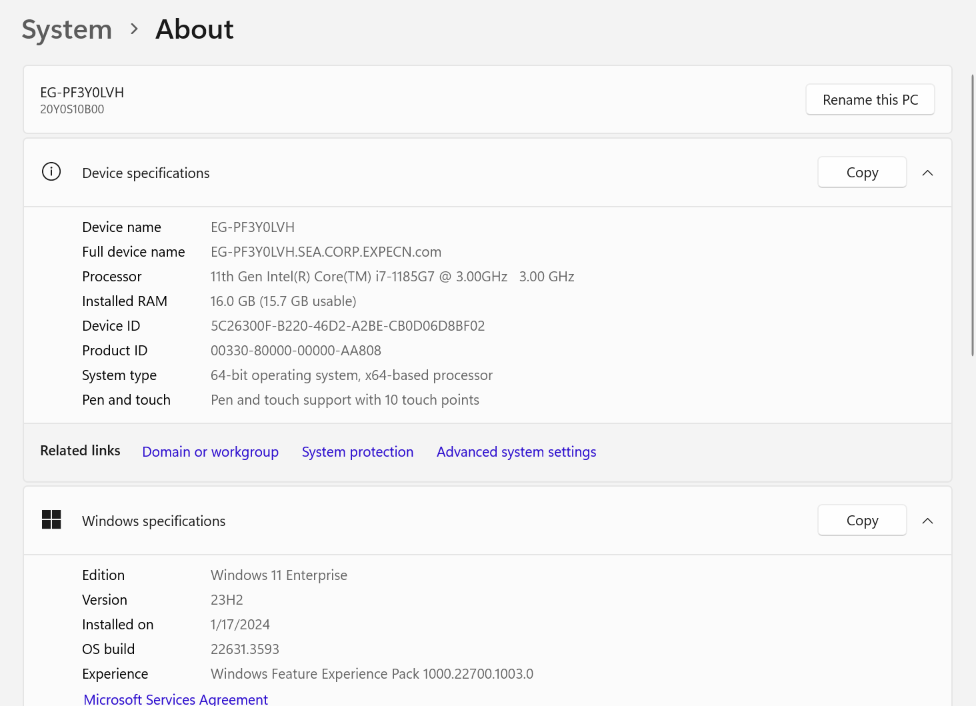 System > About
EG-PF3Y0LVH
20Y0S10B00
Rename this PC
Device specifications
Copy
Device name EG-PF3Y0LVH
Full device name EG-PF3Y0LVH.SEA.CORP.EXPECN.com
Processor 11th Gen Intel(R) Core(TM) i7-1185G7 @ 3.00GHz 3.00 GHz
Installed RAM 16.0 GB (15.7 GB usable)
Device ID 5C26300F-B220-46D2-A2BE-CB0D06D8BF02
Product ID 00330-80000-00000-AA808
System type 64-bit operating system, x64-based processor
Pen and touch Pen and touch support with 10 touch points
Related links Domain or workgroup System protection Advanced system settings
Windows specifications
Copy
Edition Windows 11 Enterprise
Version 23H2
Installed on 1/17/2024
OS build 22631.3593
Experience Windows Feature Experience Pack 1000.22700.1003.0
Microsoft Services Agreement